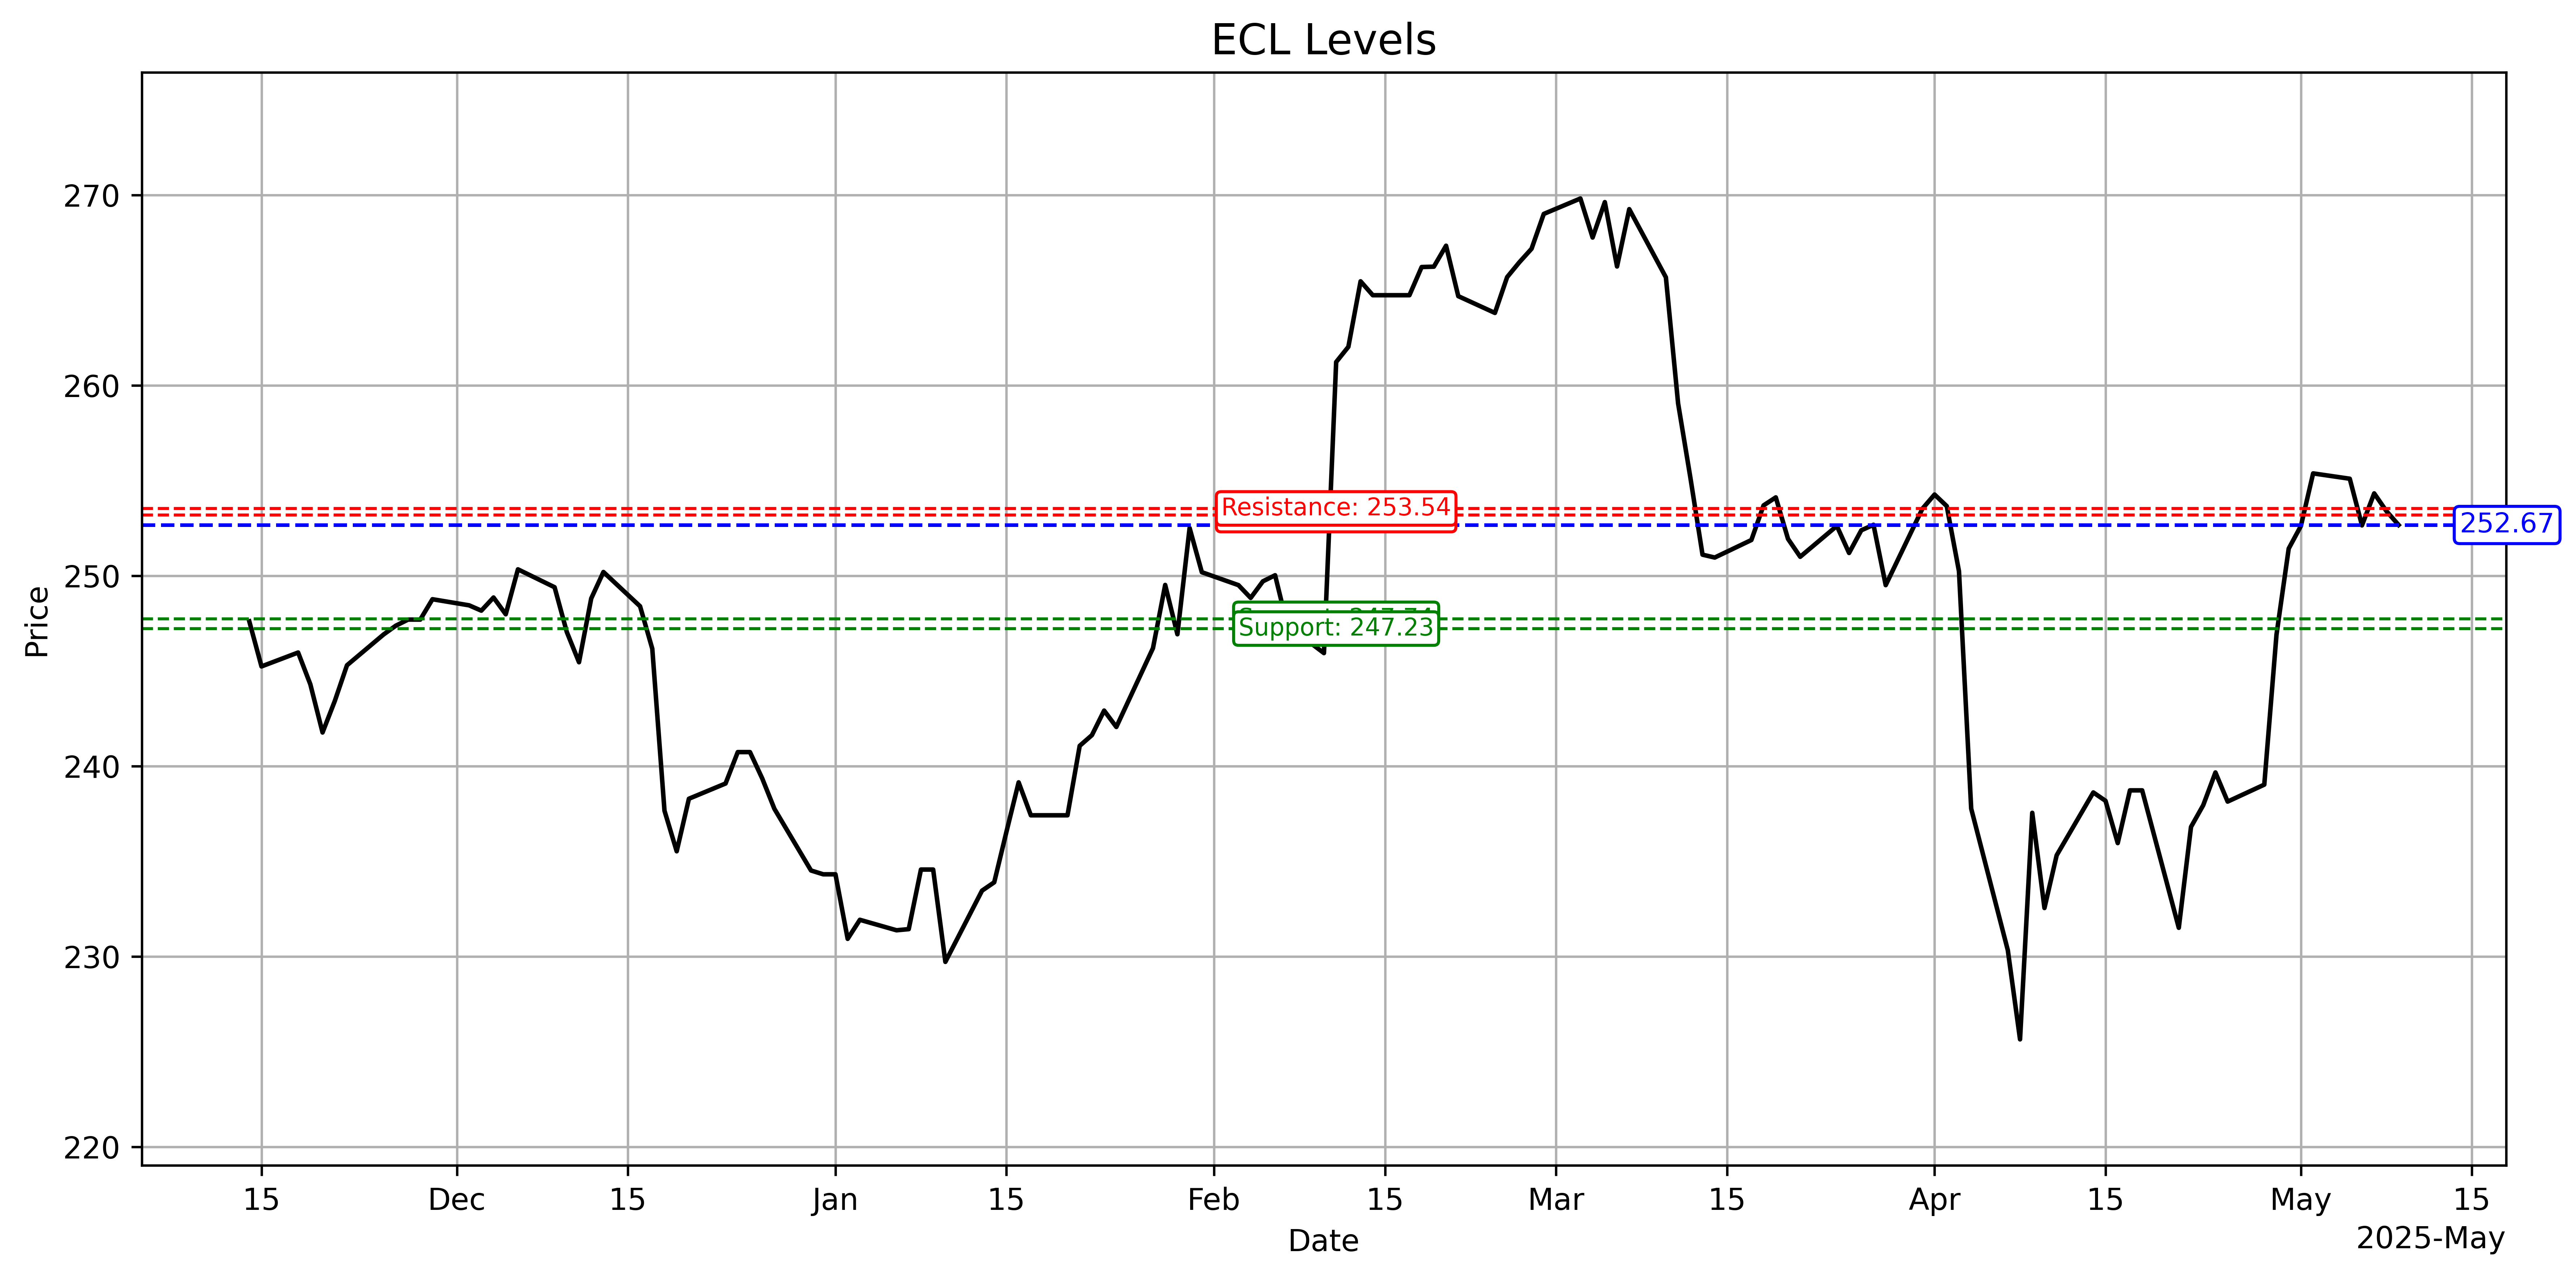 ECL Levels
270
260
250
240
230
220
Price
Resistance: 253.54
252.67
Support: 247.23
15
Dec
15
Jan
15
Feb
15
Mar
15
Apr
15
May
15
Date
2025-May